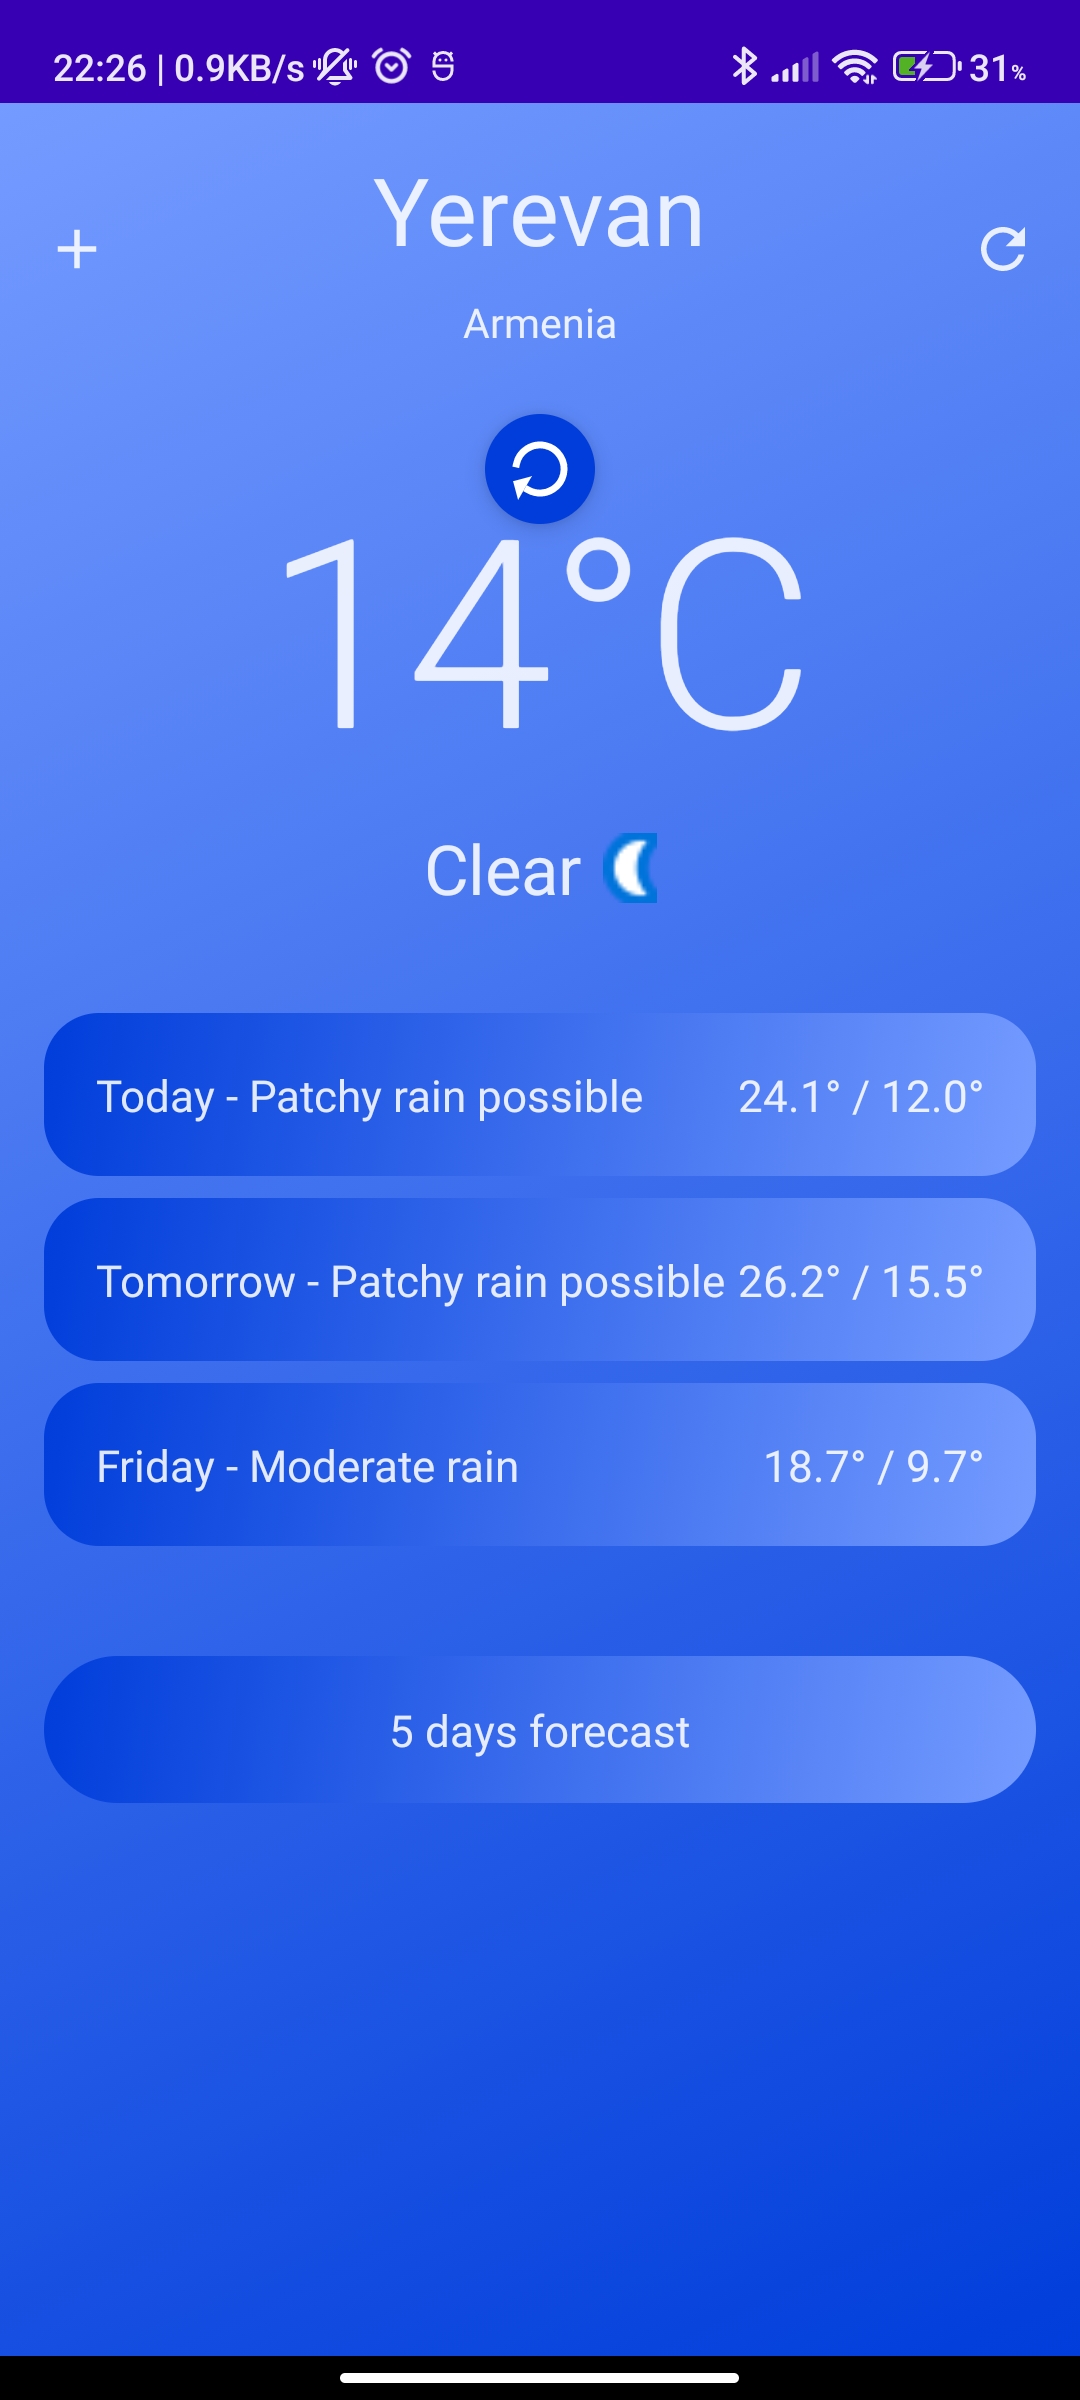 22:26 | 0.9KB/s 31%
Yerevan
Armenia
14°C
Clear
Today - Patchy rain possible 24.1° / 12.0°
Tomorrow - Patchy rain possible 26.2° / 15.5°
Friday - Moderate rain 18.7° / 9.7°
5 days forecast